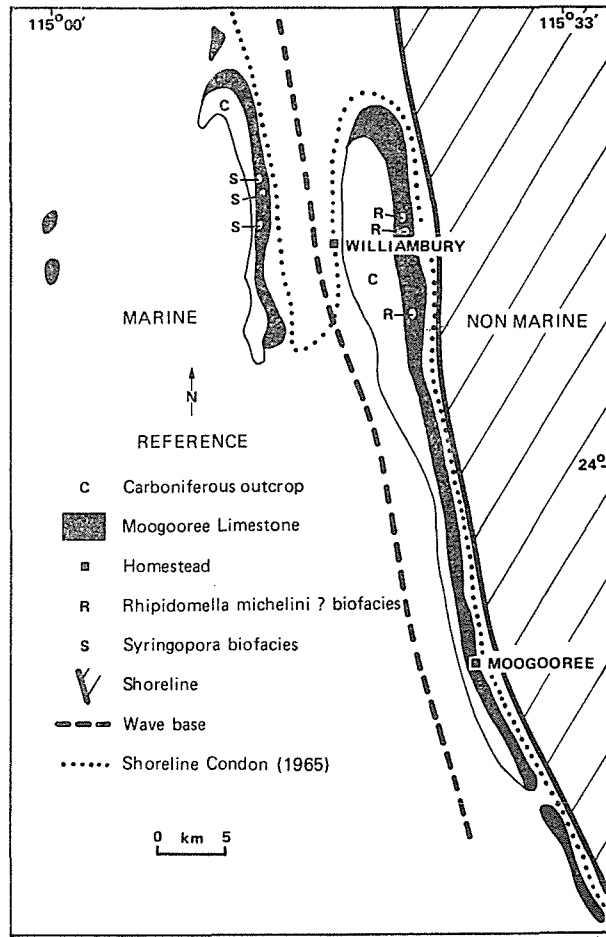 115°00'
115°33'
C
S
S
S
R
R
WILLIAMBURY
C
R
MARINE
NON MARINE
N
24°
REFERENCE
C Carboniferous outcrop
Moogooree Limestone
Homestead
R Rhipidomella michelini ? biofacies
S Syringopora biofacies
Shoreline
Wave base
Shoreline Condon (1965)
MOOGOOREE
0 km 5